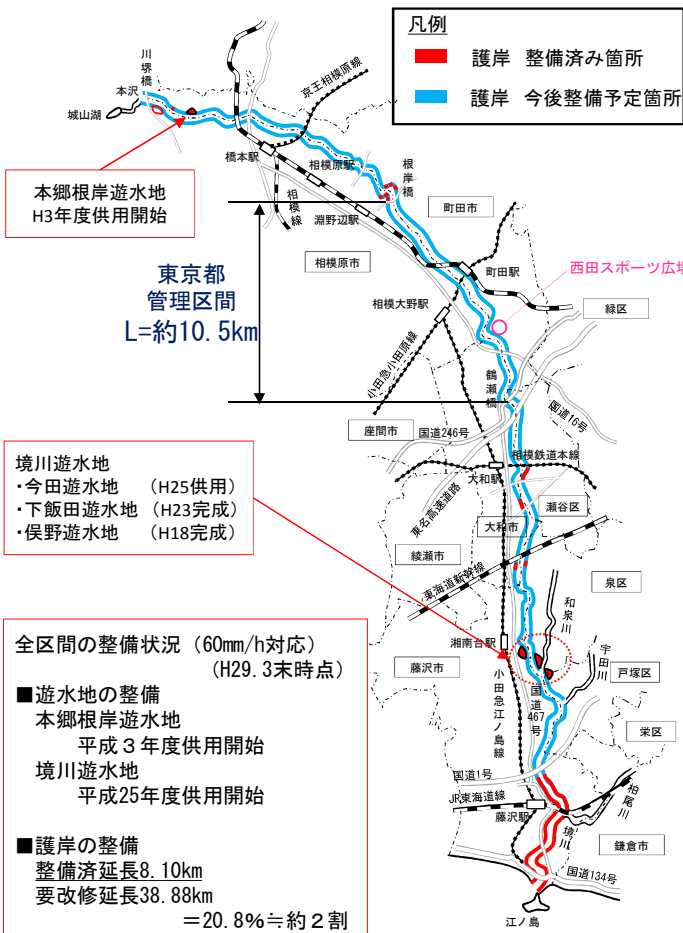 凡例
護岸 整備済み箇所
護岸 今後整備予定箇所
川堺橋
本沢
城山湖
京王相模原線
橋本駅
相模原駅
根岸橋
本郷根岸遊水地
H3年度供用開始
相模線
淵野辺駅
町田市
相模原市
町田駅
東京都
管理区間
L=約10.5km
西田スポーツ広場
相模大野駅
緑区
小田急小田原線
鶴瀬橋
国道16号
座間市
国道246号
相模鉄道本線
大和駅
境川遊水地
・今田遊水地 (H25供用)
・下飯田遊水地 (H23完成)
・俣野遊水地 (H18完成)
東名高速道路
瀬谷区
大和市
綾瀬市
東海道新幹線
泉区
和泉川
湘南台駅
宇田川
戸塚区
藤沢市
小田急江ノ島線
国道467号
栄区
国道1号
JR東海道線
柏尾川
藤沢駅
境川
鎌倉市
国道134号
江ノ島
全区間の整備状況(60mm/h対応)
(H29.3末時点)
■遊水地の整備
本郷根岸遊水地
平成3年度供用開始
境川遊水地
平成25年度供用開始
■護岸の整備
整備済延長8.10km
要改修延長38.88km
=20.8%≒約2割